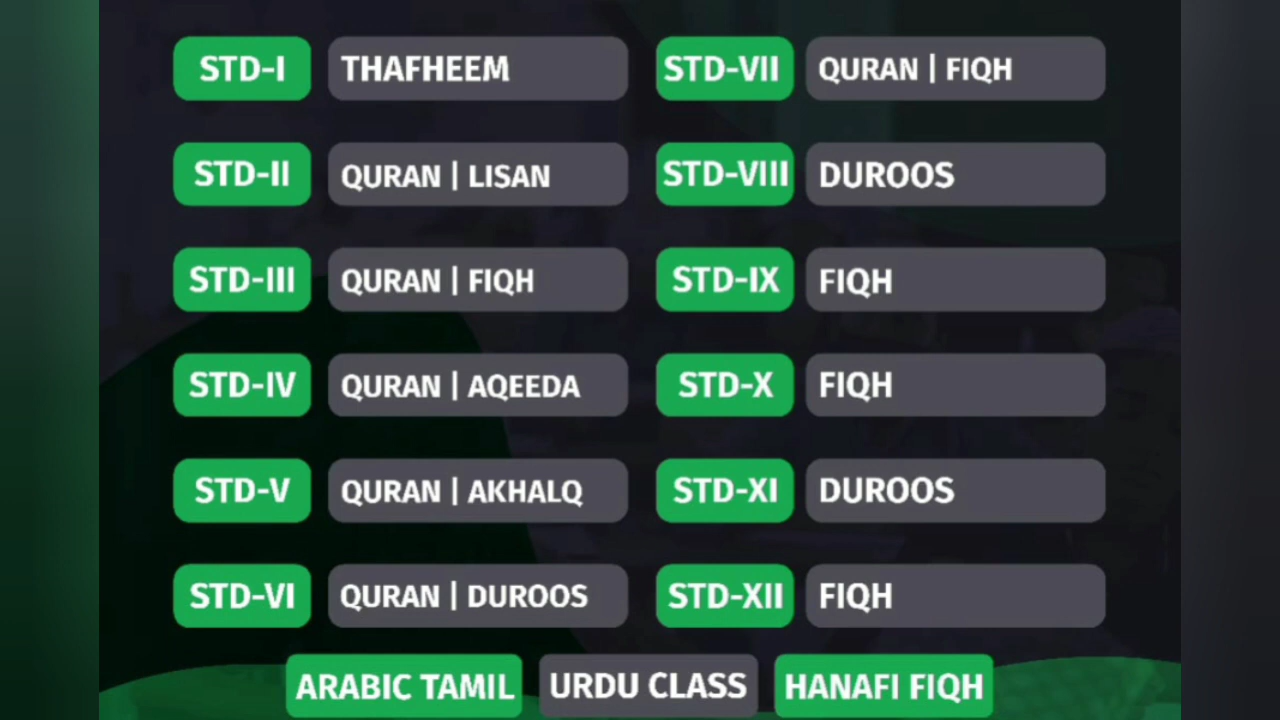 STD-I THAFHEEM
STD-II QURAN | LISAN
STD-III QURAN | FIQH
STD-IV QURAN | AQEEDA
STD-V QURAN | AKHALQ
STD-VI QURAN | DUROOS
STD-VII QURAN | FIQH
STD-VIII DUROOS
STD-IX FIQH
STD-X FIQH
STD-XI DUROOS
STD-XII FIQH
ARABIC TAMIL URDU CLASS HANAFI FIQH